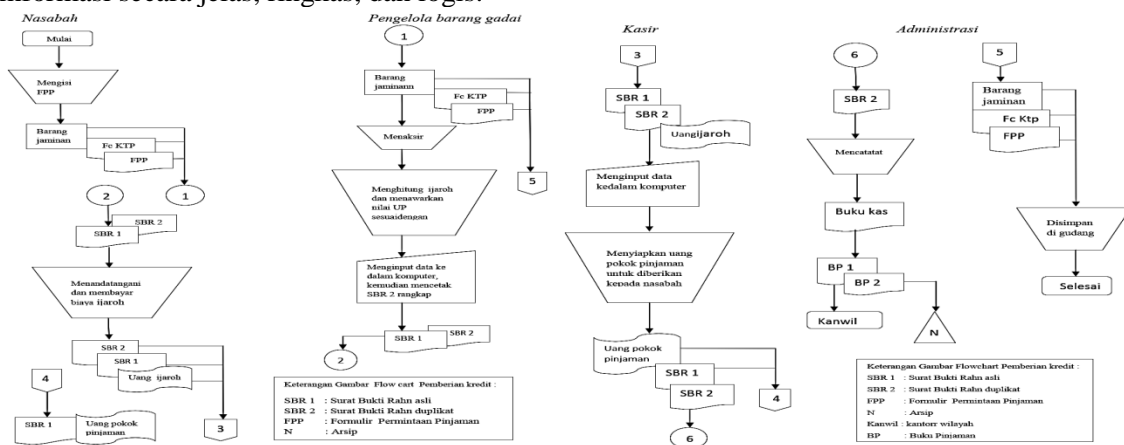 informasi secara jelas, ringkas, dan logis.
Nasabah
Mulai
Mengisi
FPP
Barang
jaminan
Fc KTP
FPP
2
1
SBR 2
SBR 1
Menandatangani
dan membayar
biaya ijaroh
SBR 2
SBR 1
Uang ijaroh
4
SBR 1
Uang pokok
pinjaman
3
Pengelola barang gadai
1
Barang
jaminann
Fc KTP
FPP
Menaksir
5
Menghitung ijaroh
dan menawarkan
nilai UP
sesuaidengan
Menginput data ke
dalam komputer,
kemudian mencetak
SBR 2 rangkap
SBR 1
SBR 2
2
Keterangan Gambar Flow cart Pemberian kredit :
SBR 1 : Surat Bukti Rahn asli
SBR 2 : Surat Bukti Rahn duplikat
FPP : Formulir Permintaan Pinjaman
N : Arsip
Kasir
3
SBR 1
SBR 2
Uangijaroh
Menginput data
kedalam komputer
Menyiapkan uang
pokok pinjaman
untuk diberikan
kepada nasabah
Uang pokok
pinjaman
SBR 1
SBR 2
4
6
Administrasi
6
SBR 2
Mencatatat
Buku kas
BP 1
BP 2
Kanwil
N
5
Barang
jaminan
Fc Ktp
FPP
Disimpan
di gudang
Selesai
Keterangan Gambar Flowchart Pemberian kredit :
SBR 1 : Surat Bukti Rahn asli
SBR 2 : Surat Bukti Rahn duplikat
FPP : Formulir Permintaan Pinjaman
N : Arsip
Kanwil : kantor wilayah
BP : Buku Pinjaman